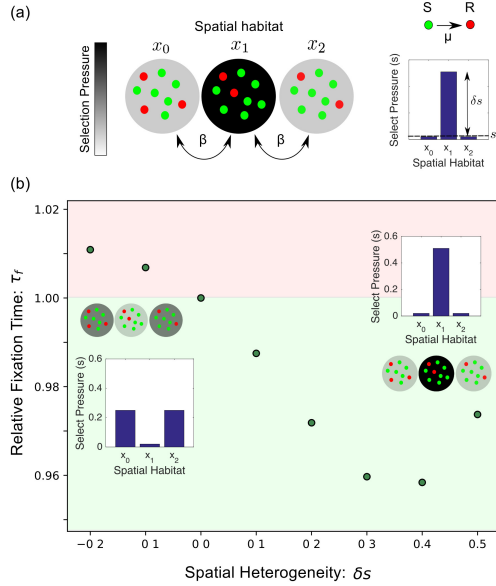 (a)
Spatial habitat
x0 x1 x2
Selection Pressure
β β
S R
μ
Select Pressure (s)
δs
s
x0 x1 x2
Spatial Habitat
(b)
Relative Fixation Time: τf
1.02
1.00
0.98
0.96
0.6
0.4
0.2
0
Select Pressure (s)
x0 x1 x2
Spatial Habitat
0.6
0.4
0.2
0
Select Pressure (s)
x0 x1 x2
Spatial Habitat
−0 2 0 1 0 0 0 1 0 2 0 3 0 4 0 5
Spatial Heterogeneity: δs